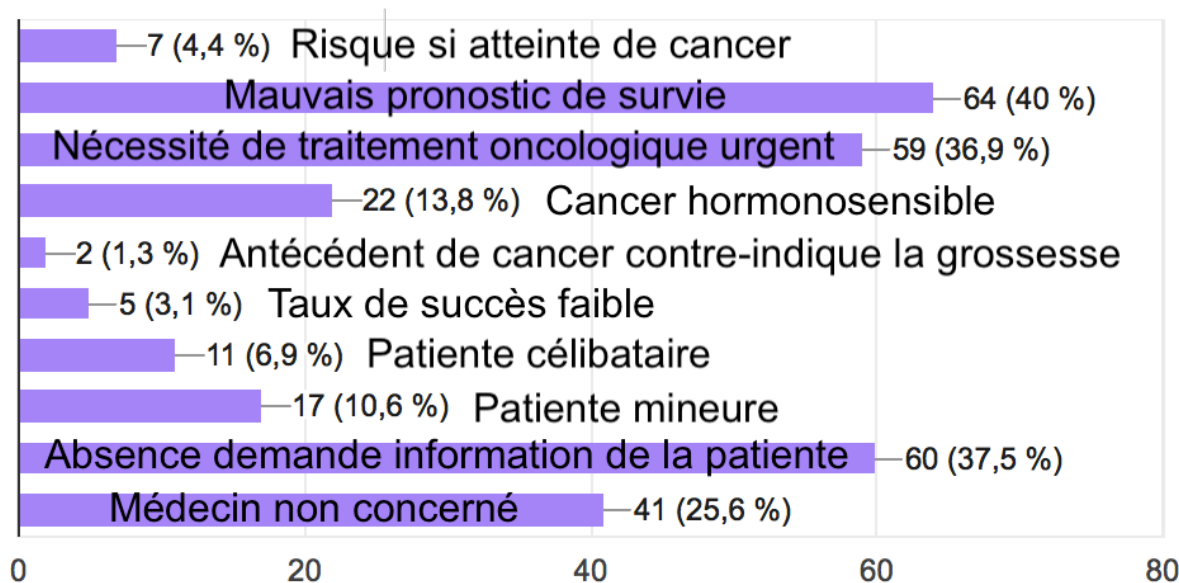 7 (4,4 %) Risque si atteinte de cancer
Mauvais pronostic de survie 64 (40 %)
Nécessité de traitement oncologique urgent 59 (36,9 %)
22 (13,8 %) Cancer hormonosensible
2 (1,3 %) Antécédent de cancer contre-indique la grossesse
5 (3,1 %) Taux de succès faible
11 (6,9 %) Patiente célibataire
17 (10,6 %) Patiente mineure
Absence demande information de la patiente 60 (37,5 %)
Médecin non concerné 41 (25,6 %)
0 20 40 60 80